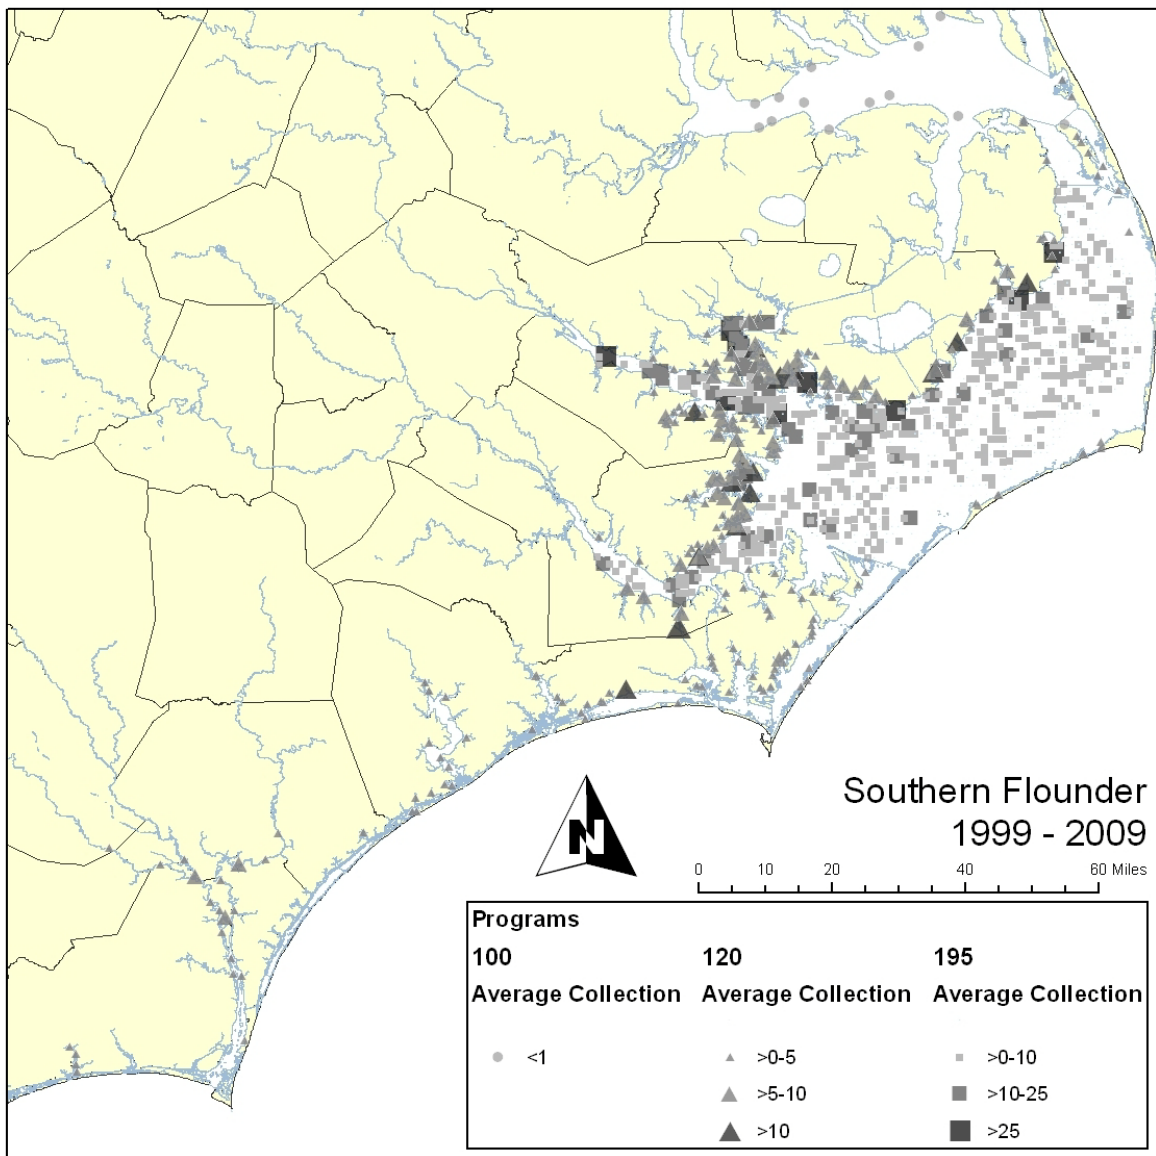 Southern Flounder
1999 - 2009
N
0 10 20 40 60 Miles
Programs
100 120 195
Average Collection Average Collection Average Collection
<1 >0-5 >0-10
>5-10 >10-25
>10 >25